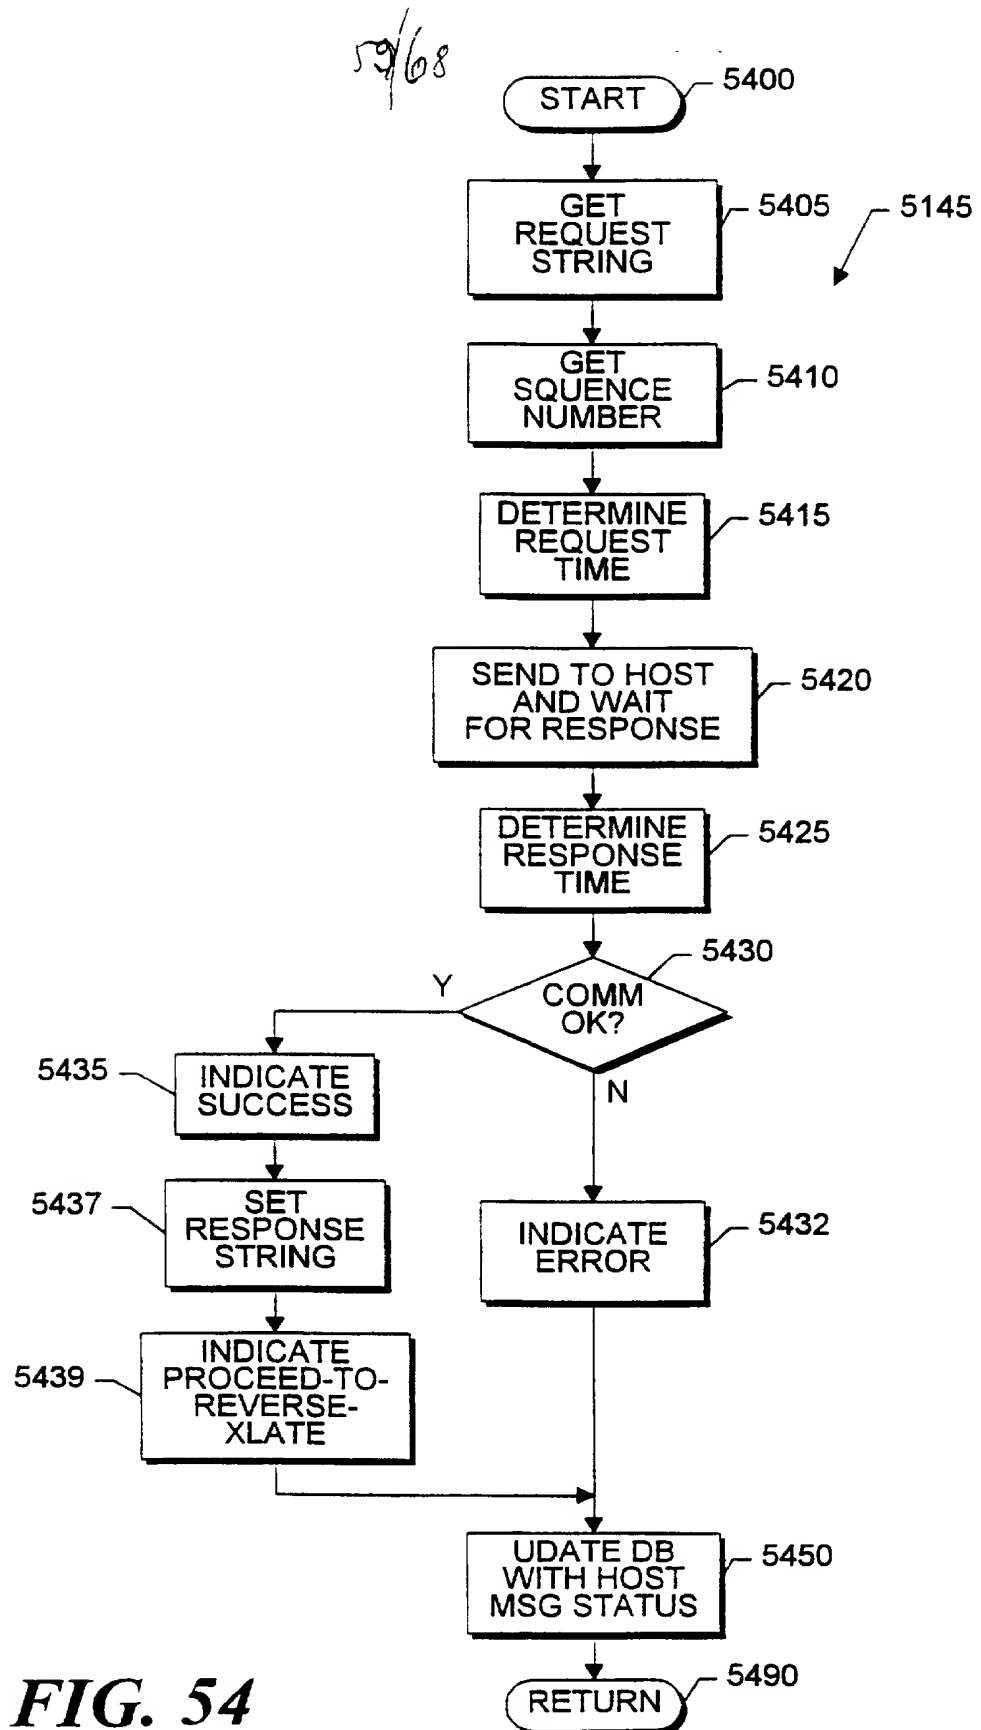 59/68
START
5400
GET
REQUEST
STRING
5405
5145
GET
SQUENCE
NUMBER
5410
DETERMINE
REQUEST
TIME
5415
SEND TO HOST
AND WAIT
FOR RESPONSE
5420
DETERMINE
RESPONSE
TIME
5425
5430
COMM
OK?
Y
N
5435
INDICATE
SUCCESS
5437
SET
RESPONSE
STRING
INDICATE
ERROR
5432
5439
INDICATE
PROCEED-TO-
REVERSE-
XLATE
UDATE DB
WITH HOST
MSG STATUS
5450
RETURN
5490
FIG. 54